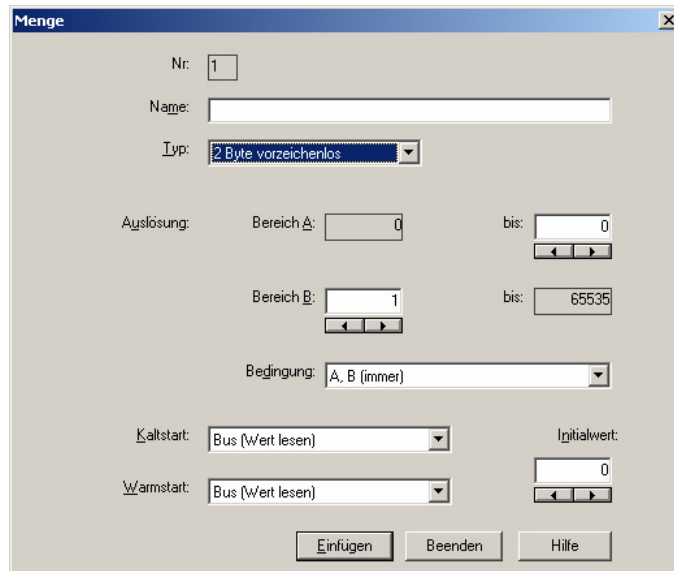 Menge
Nr: 1
Name:
Typ: 2 Byte vorzeichenlos
Auslösung: Bereich A: 0 bis: 0
Bereich B: 1 bis: 65535
Bedingung: A, B (immer)
Kaltstart: Bus (Wert lesen) Initialwert:
0
Warmstart: Bus (Wert lesen)
Einfügen Beenden Hilfe